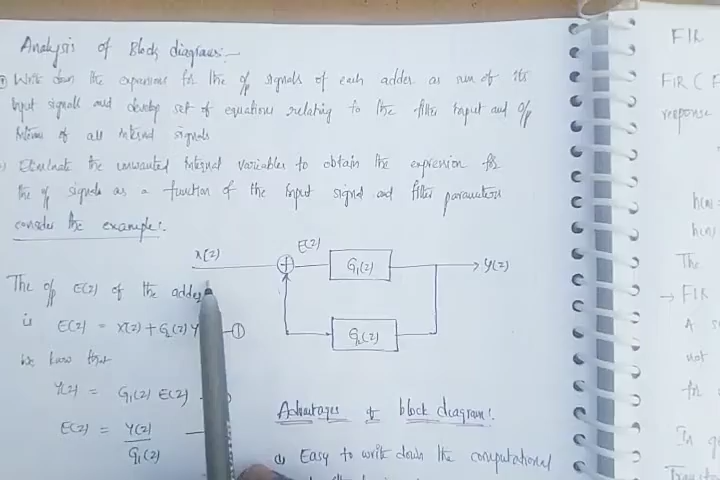 Analysis of Block diagrams:-
Write down the expressions for the o/p signals of each adder as sum of its
Input signals and develop set of equations relating to the filter input and o/p
Interms of all internal signals
Eliminate the unwanted internal variables to obtain the expression for
the o/p signals as a function of the input signal and filter parameters
consider the example:
X(z)
E(z)
G1(z)
Y(z)
G2(z)
The o/p E(z) of the adder
is E(z) = X(z) + G2(z) Y ①
We know that
Y(z) = G1(z) E(z)
E(z) = Y(z)
G1(z)
Advantages of block diagram:
① Easy to write down the computational
FIR
FIR (
response
h(n)
h(n)
The
→ FIR
A s
not
for
In g